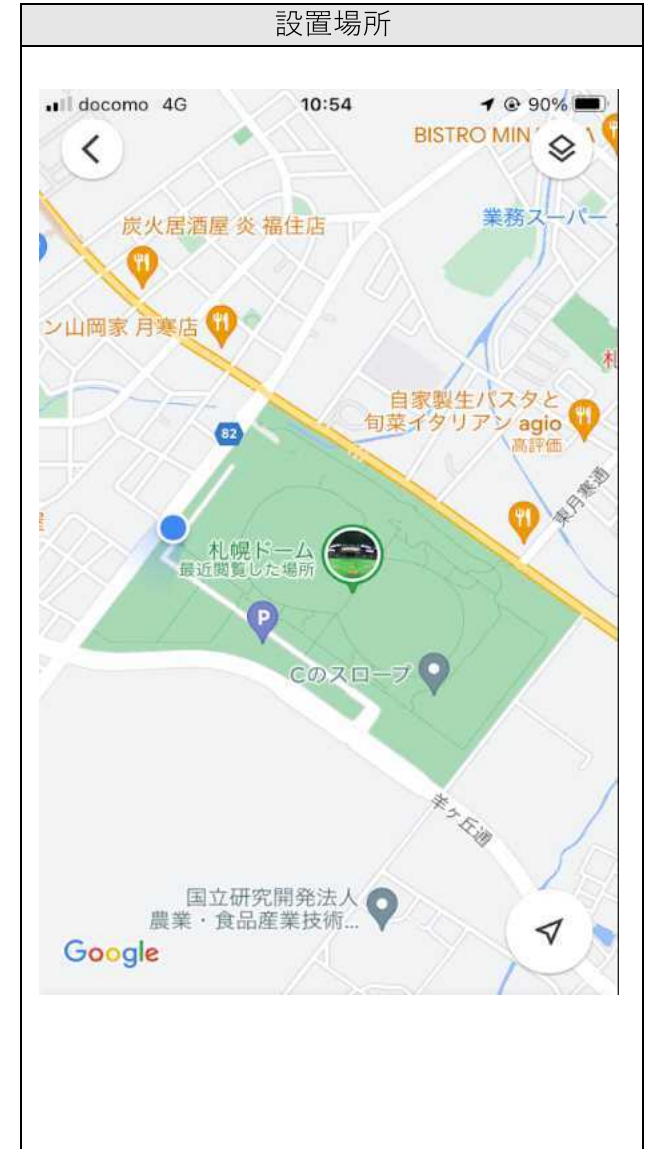 設置場所
docomo 4G 10:54 90%
BISTRO MIN
炭火居酒屋 炎 福住店
業務スーパー
ン山岡家 月寒店
札
自家製生パスタと
旬菜イタリアン agio
高評価
82
東月寒通
札幌ドーム
最近閲覧した場所
P
Cのスロープ
羊ケ丘通
国立研究開発法人
農業・食品産業技術...
Google